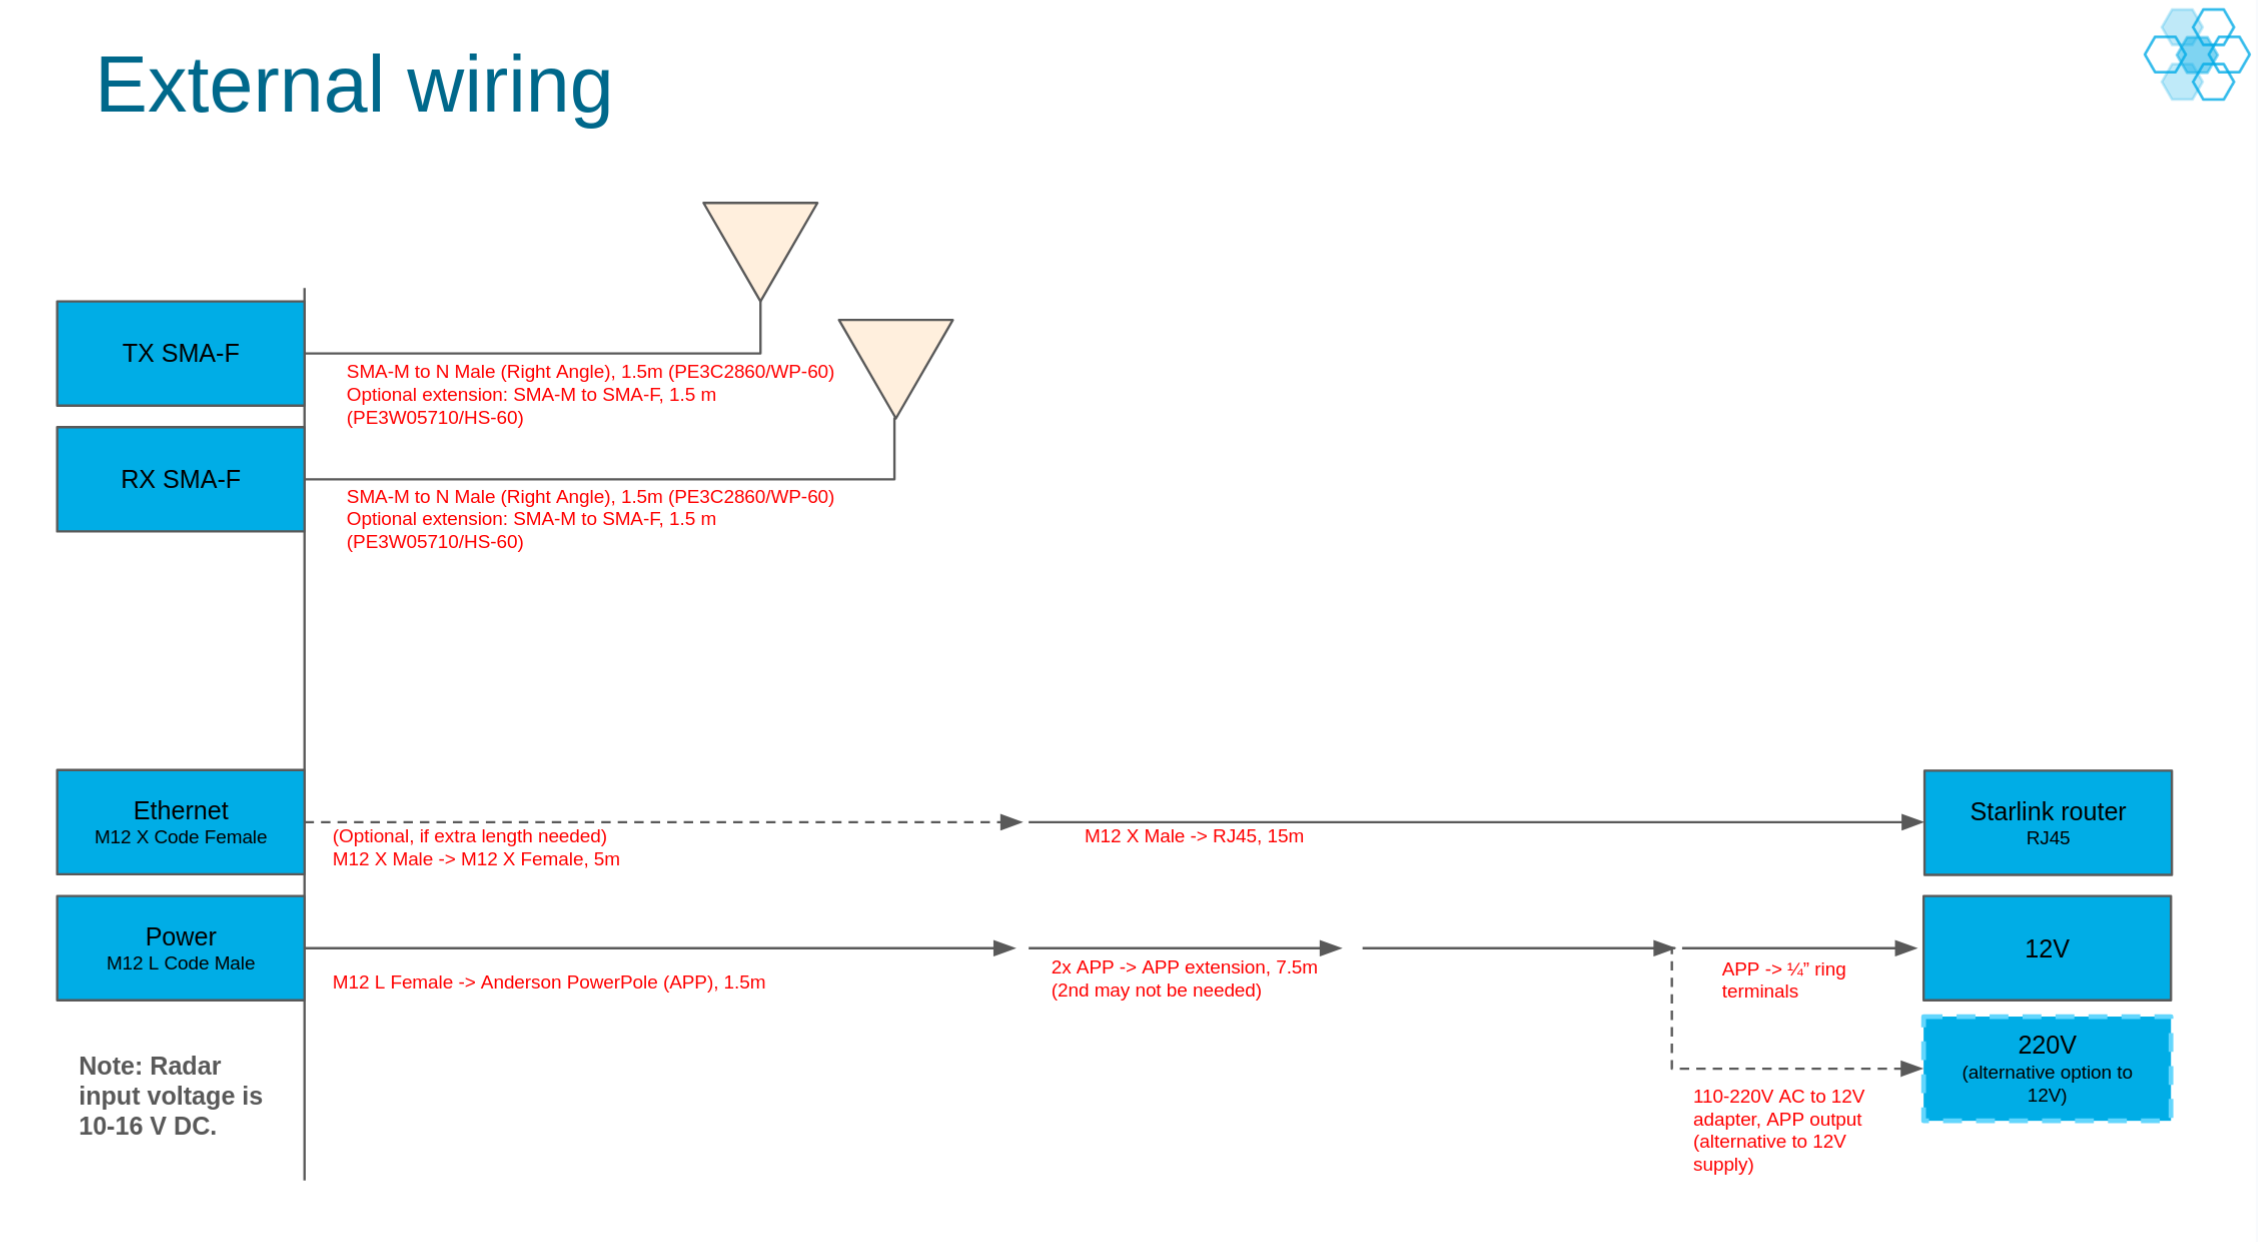 External wiring
TX SMA-F
SMA-M to N Male (Right Angle), 1.5m (PE3C2860/WP-60)
Optional extension: SMA-M to SMA-F, 1.5 m
(PE3W05710/HS-60)
RX SMA-F
SMA-M to N Male (Right Angle), 1.5m (PE3C2860/WP-60)
Optional extension: SMA-M to SMA-F, 1.5 m
(PE3W05710/HS-60)
Ethernet
M12 X Code Female
(Optional, if extra length needed)
M12 X Male -> M12 X Female, 5m
M12 X Male -> RJ45, 15m
Starlink router
RJ45
Power
M12 L Code Male
M12 L Female -> Anderson PowerPole (APP), 1.5m
2x APP -> APP extension, 7.5m
(2nd may not be needed)
APP -> ¼” ring
terminals
12V
220V
(alternative option to
12V)
110-220V AC to 12V
adapter, APP output
(alternative to 12V
supply)
Note: Radar
input voltage is
10-16 V DC.